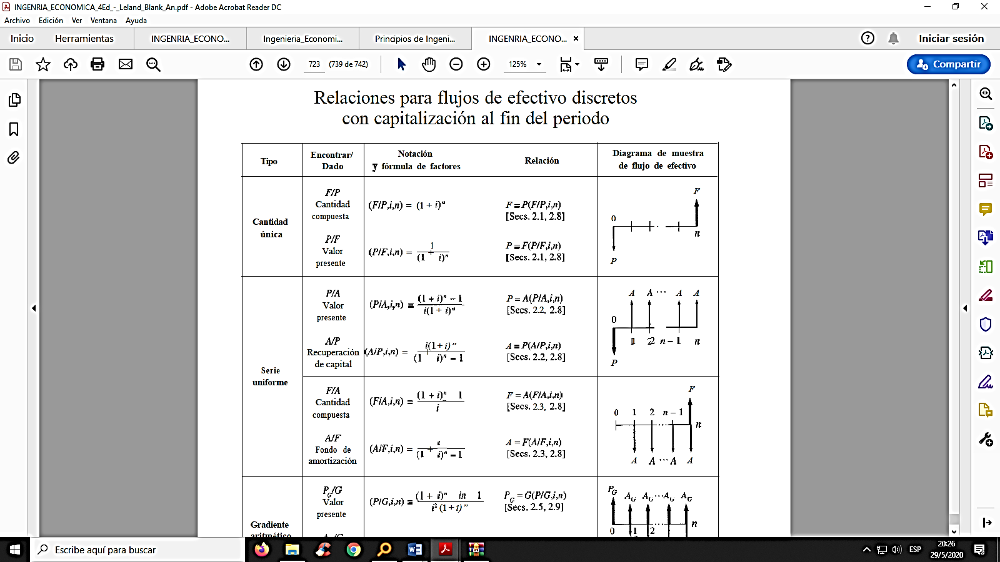 INGENRIA_ECONOMICA_4Ed_-_Leland_Blank_An.pdf - Adobe Acrobat Reader DC
Archivo Edición Ver Ventana Ayuda
Inicio Herramientas INGENRIA_ECONO... Ingenieria_Economi... Principios de Ingeni... INGENRIA_ECONO... × Iniciar sesión
723 (739 de 742) 125% Compartir
Relaciones para flujos de efectivo discretos
con capitalización al fin del periodo
Tipo
Encontrar/
Dado
Notación
y fórmula de factores
Relación
Diagrama de muestra
de flujo de efectivo
Cantidad
única
F/P
Cantidad
compuesta
(F/P,i,n) = (1 + i)ⁿ
F = P(F/P,i,n)
[Secs. 2.1, 2.8]
P/F
Valor
presente
(P/F,i,n) = 1 / (1 + i)ⁿ
P = F(P/F,i,n)
[Secs. 2.1, 2.8]
F
0
n
P
Serie
uniforme
P/A
Valor
presente
(P/A,i,n) = (1 + i)ⁿ − 1 / i(1 + i)ⁿ
P = A(P/A,i,n)
[Secs. 2.2, 2.8]
A/P
Recuperación
de capital
(A/P,i,n) = i(1+i)" / (1 + i)ⁿ − 1
A = P(A/P,i,n)
[Secs. 2.2, 2.8]
A A ··· A A
0
1 2 n − 1 n
P
F/A
Cantidad
compuesta
(F/A,i,n) = (1 + i)ⁿ 1 / i
F = A(F/A,i,n)
[Secs. 2.3, 2.8]
A/F
Fondo de
amortización
(A/F,i,n) = i / (1 + i)ⁿ − 1
A = F(A/F,i,n)
[Secs. 2.3, 2.8]
F
0 1 2 n − 1
n
A A ··· A A
Gradiente
aritmético
P_G/G
Valor
presente
(P/G,i,n) = (1 + i)ⁿ in 1 / i² (1 + i)"
P_G = G(P/G,i,n)
[Secs. 2.5, 2.9]
P_G A_G A_G ··· A_G A_G
n
0 1 2
Escribe aquí para buscar
ESP
20:26
29/5/2020